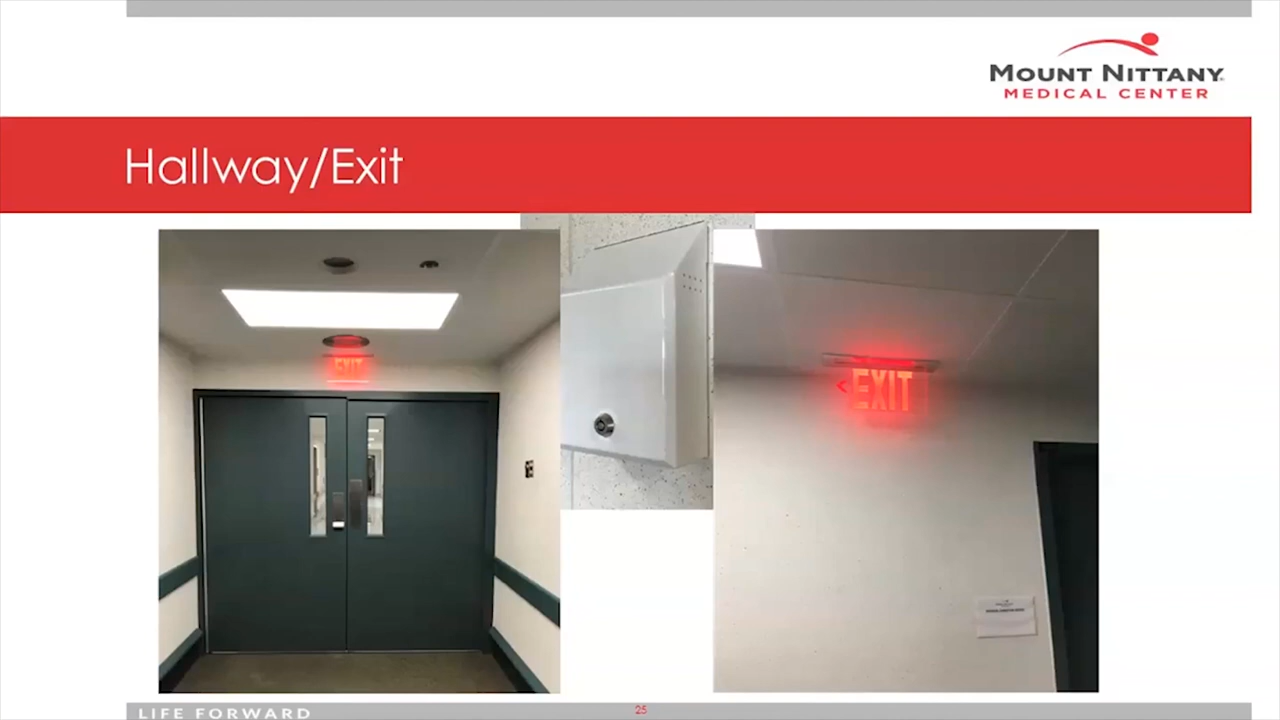 MOUNT NITTANY
MEDICAL CENTER
Hallway/Exit
EXIT
< EXIT
LIFE FORWARD
25